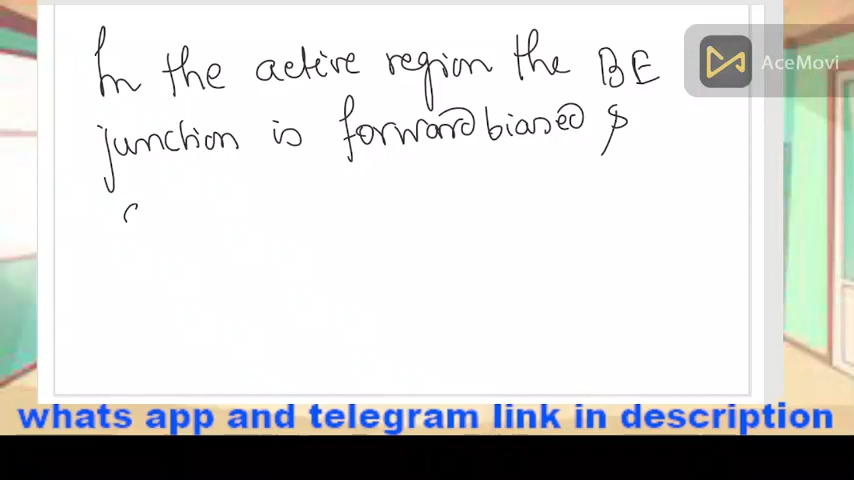 In the active region the BE
AceMovi
junction is forward biased &
C
whats app and telegram link in description